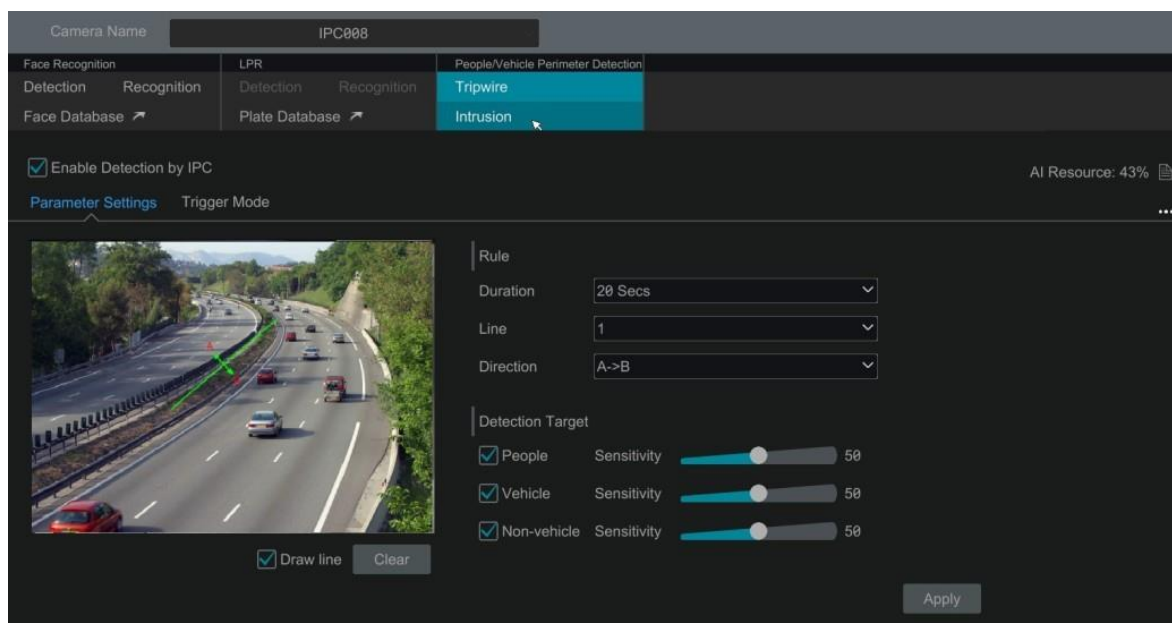 Camera Name IPC008
Face Recognition LPR People/Vehicle Perimeter Detection
Detection Recognition Detection Recognition Tripwire
Face Database Plate Database Intrusion
Enable Detection by IPC
AI Resource: 43%
Parameter Settings Trigger Mode
...
A
Rule
Duration 20 Secs
Line 1
Direction A->B
Detection Target
People Sensitivity 50
Vehicle Sensitivity 50
Non-vehicle Sensitivity 50
Draw line Clear
Apply